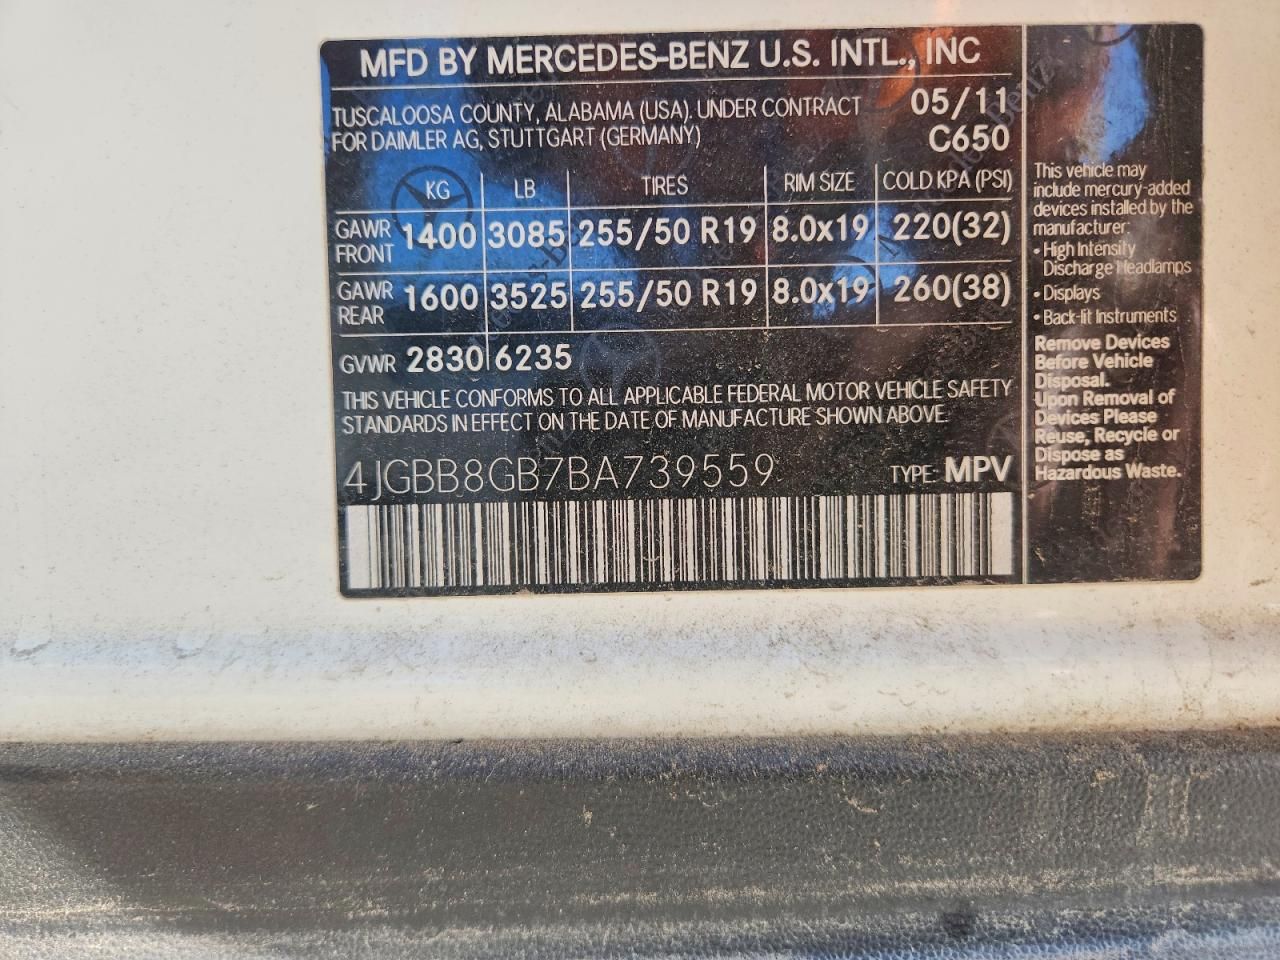 MFD BY MERCEDES-BENZ U.S. INTL., INC
TUSCALOOSA COUNTY, ALABAMA (USA). UNDER CONTRACT 05/11
FOR DAIMLER AG, STUTTGART (GERMANY) C650
KG LB TIRES RIM SIZE COLD KPA (PSI)
GAWR FRONT 1400 3085 255/50 R19 8.0x19 220(32)
GAWR REAR 1600 3525 255/50 R19 8.0x19 260(38)
GVWR 2830 6235
THIS VEHICLE CONFORMS TO ALL APPLICABLE FEDERAL MOTOR VEHICLE SAFETY
STANDARDS IN EFFECT ON THE DATE OF MANUFACTURE SHOWN ABOVE.
4JGBB8GB7BA739559 TYPE: MPV
This vehicle may
include mercury-added
devices installed by the
manufacturer:
• High Intensity
Discharge Headlamps
• Displays
• Back-lit Instruments
Remove Devices
Before Vehicle
Disposal.
Upon Removal of
Devices Please
Reuse, Recycle or
Dispose as
Hazardous Waste.